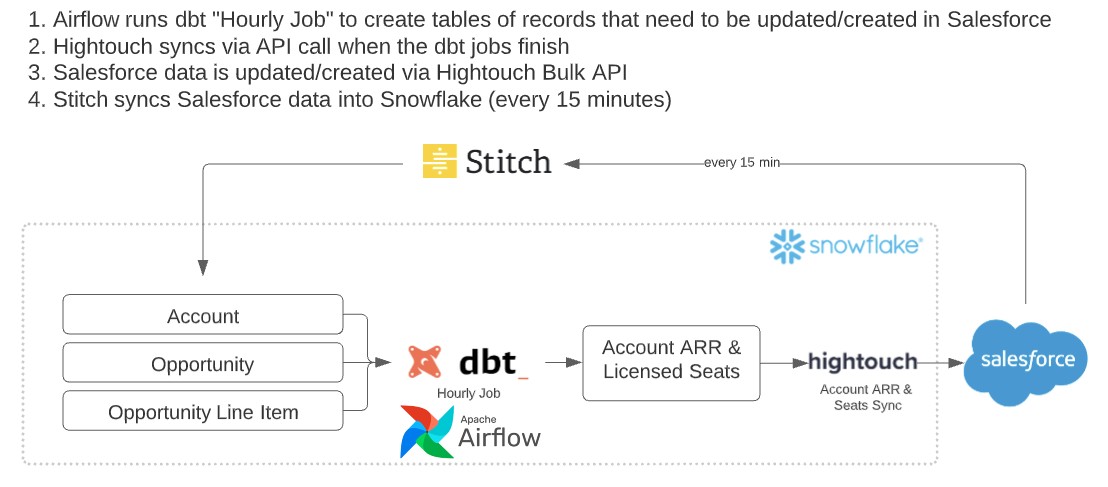 1. Airflow runs dbt "Hourly Job" to create tables of records that need to be updated/created in Salesforce
2. Hightouch syncs via API call when the dbt jobs finish
3. Salesforce data is updated/created via Hightouch Bulk API
4. Stitch syncs Salesforce data into Snowflake (every 15 minutes)
Stitch
every 15 min
snowflake®
Account
Opportunity
Opportunity Line Item
dbt_
Hourly Job
Apache
Airflow
Account ARR &
Licensed Seats
hightouch
Account ARR &
Seats Sync
salesforce